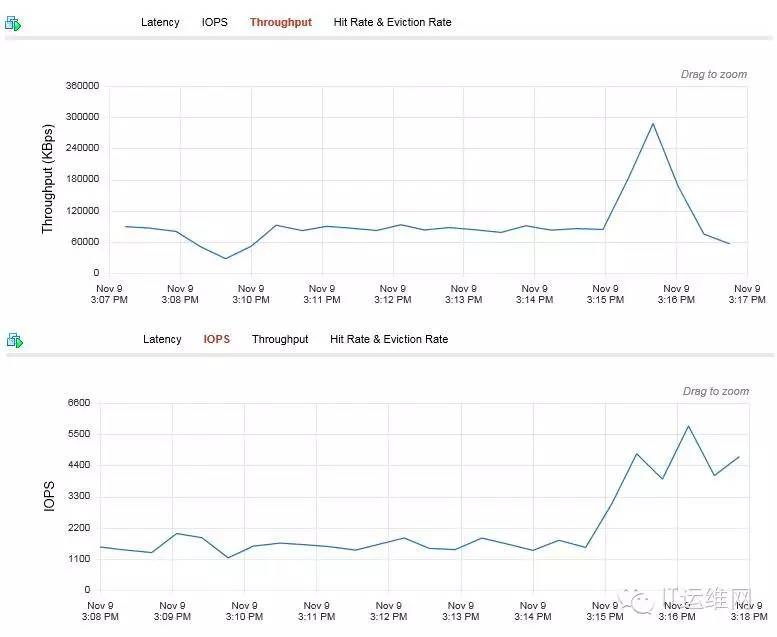 Latency IOPS Throughput Hit Rate & Eviction Rate
Drag to zoom
Throughput (KBps)
360000
300000
240000
180000
120000
60000
0
Nov 9 Nov 9 Nov 9 Nov 9 Nov 9 Nov 9 Nov 9 Nov 9 Nov 9 Nov 9
3:07 PM 3:08 PM 3:10 PM 3:11 PM 3:12 PM 3:13 PM 3:14 PM 3:15 PM 3:16 PM 3:17 PM
Latency IOPS Throughput Hit Rate & Eviction Rate
Drag to zoom
IOPS
6600
5500
4400
3300
2200
1100
0
Nov 9 Nov 9 Nov 9 Nov 9 Nov 9 Nov 9 Nov 9 Nov 9 Nov 9 Nov 9
3:08 PM 3:09 PM 3:10 PM 3:11 PM 3:12 PM 3:13 PM 3:14 PM 3:15 PM 3:16 PM 3:18 PM
IT运维网